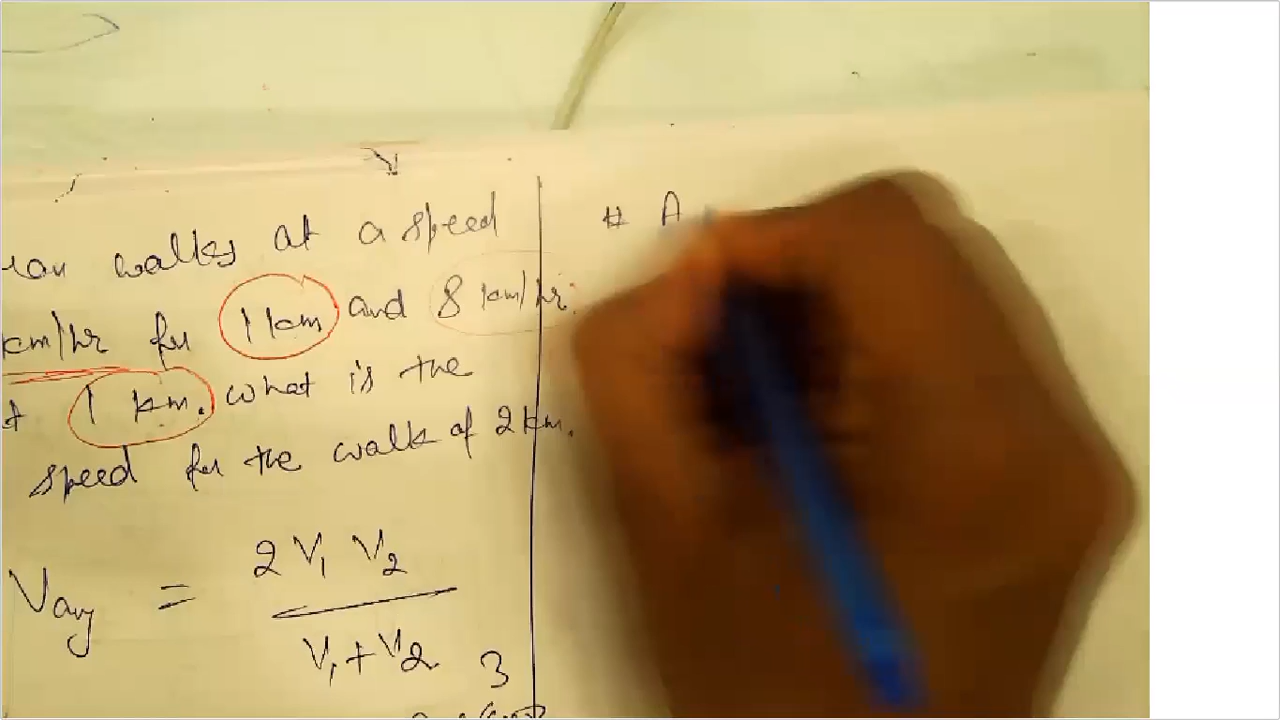 walks at a speed
km/hr for 1 km and 8 km/hr.
1 km. what is the
speed for the walk of 2 km.
Vavg = 2 V1 V2
V1 + V2 3
# A